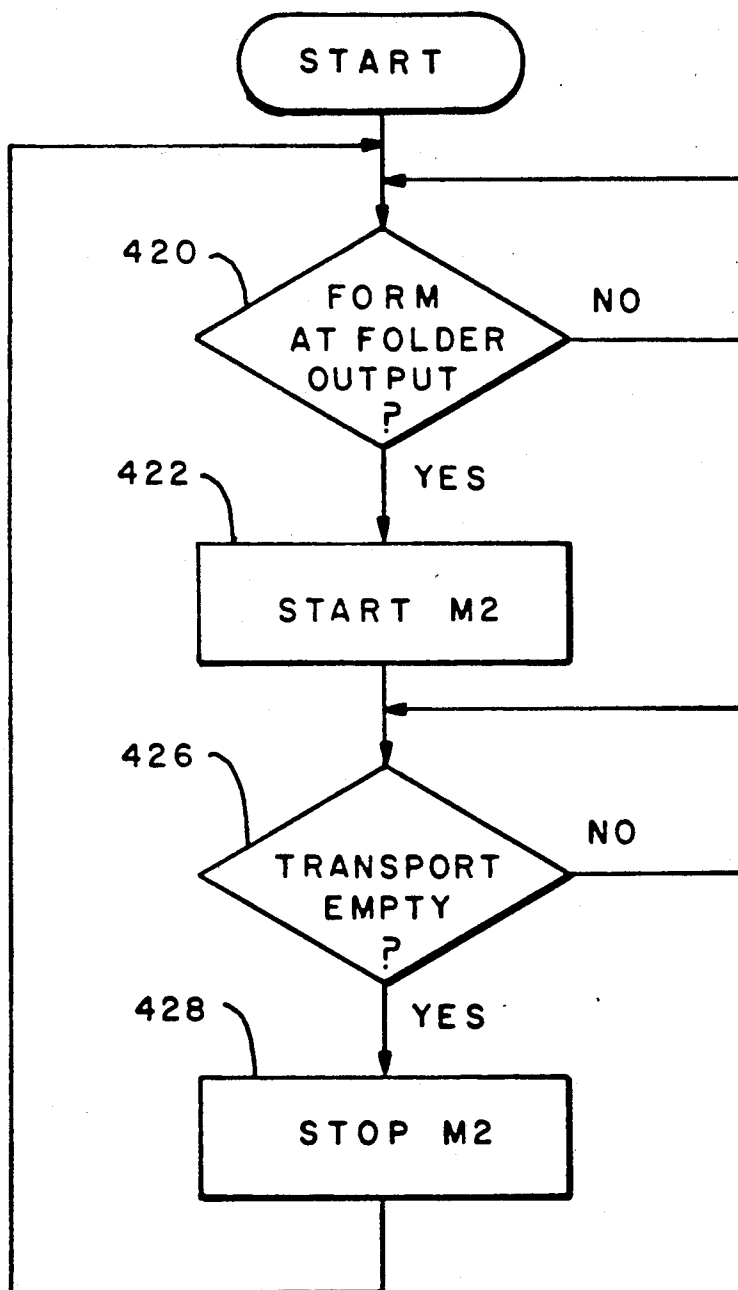 START
420
FORM
AT FOLDER
OUTPUT
?
NO
YES
422
START M2
426
TRANSPORT
EMPTY
?
NO
YES
428
STOP M2